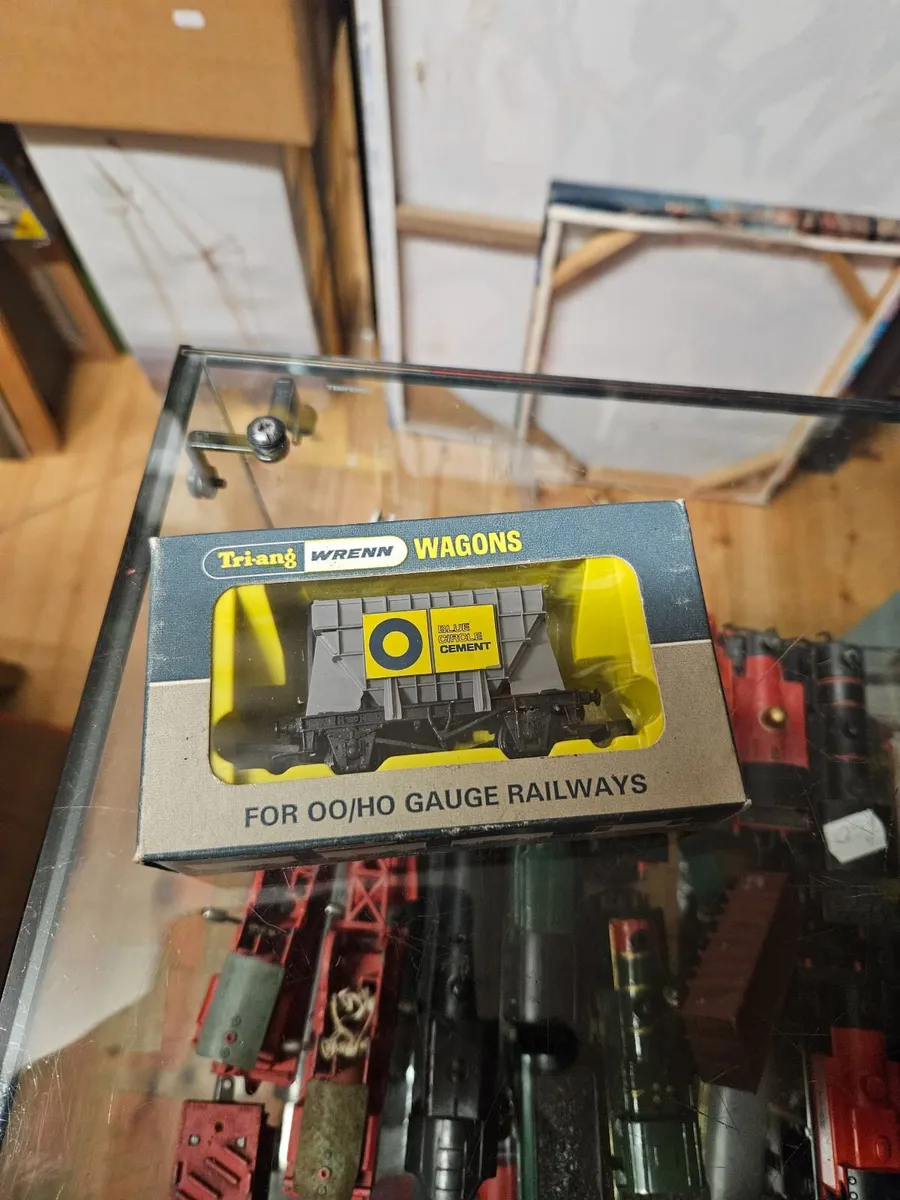 Tri-ang WRENN WAGONS
BLUE
CIRCLE
CEMENT
FOR OO/HO GAUGE RAILWAYS